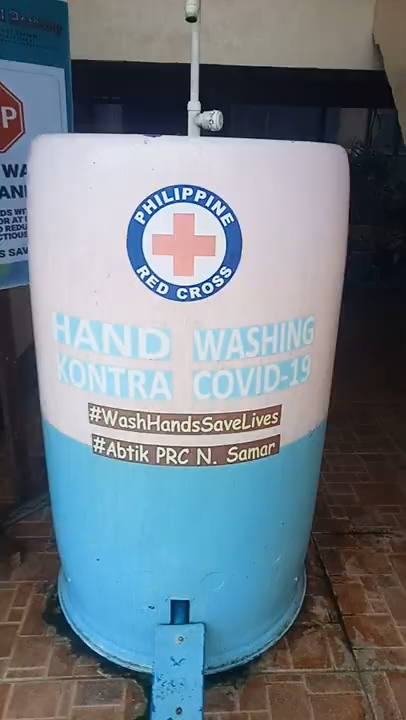 PHILIPPINE
RED CROSS
HAND WASHING
KONTRA COVID-19
#WashHandsSaveLives
#Abtik PRC N. Samar